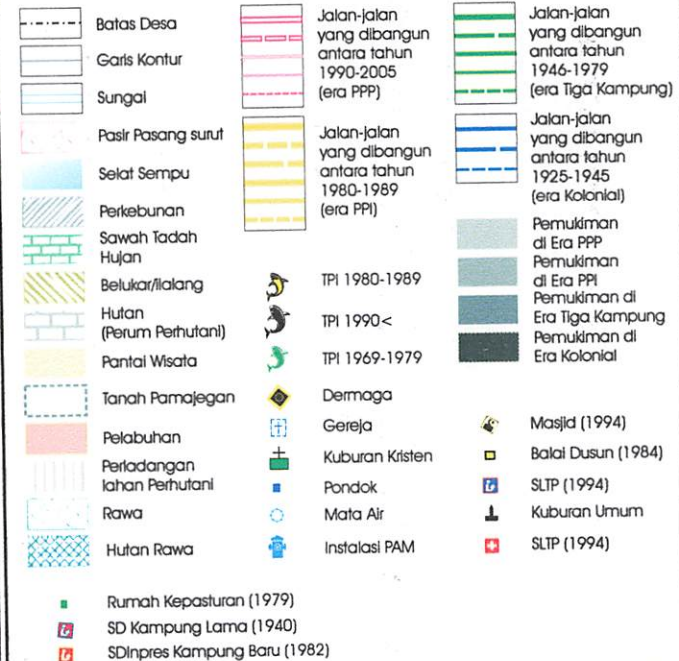 Batas Desa
Garis Kontur
Sungai
Pasir Pasang surut
Selat Sempu
Perkebunan
Sawah Tadah
Hujan
Belukar/ilalang
Hutan
(Perum Perhutani)
Pantai Wisata
Tanah Pamajegan
Pelabuhan
Perladangan
lahan Perhutani
Rawa
Hutan Rawa
Rumah Kepasturan (1979)
SD Kampung Lama (1940)
SDInpres Kampung Baru (1982)
Jalan-jalan
yang dibangun
antara tahun
1990-2005
(era PPP)
Jalan-jalan
yang dibangun
antara tahun
1980-1989
(era PPI)
TPI 1980-1989
TPI 1990<
TPI 1969-1979
Dermaga
Gereja
Kuburan Kristen
Pondok
Mata Air
Instalasi PAM
Jalan-jalan
yang dibangun
antara tahun
1946-1979
(era Tiga Kampung)
Jalan-jalan
yang dibangun
antara tahun
1925-1945
(era Kolonial)
Pemukiman
di Era PPP
Pemukiman
di Era PPI
Pemukiman di
Era Tiga Kampung
Pemukiman di
Era Kolonial
Masjid (1994)
Balai Dusun (1984)
SLTP (1994)
Kuburan Umum
SLTP (1994)